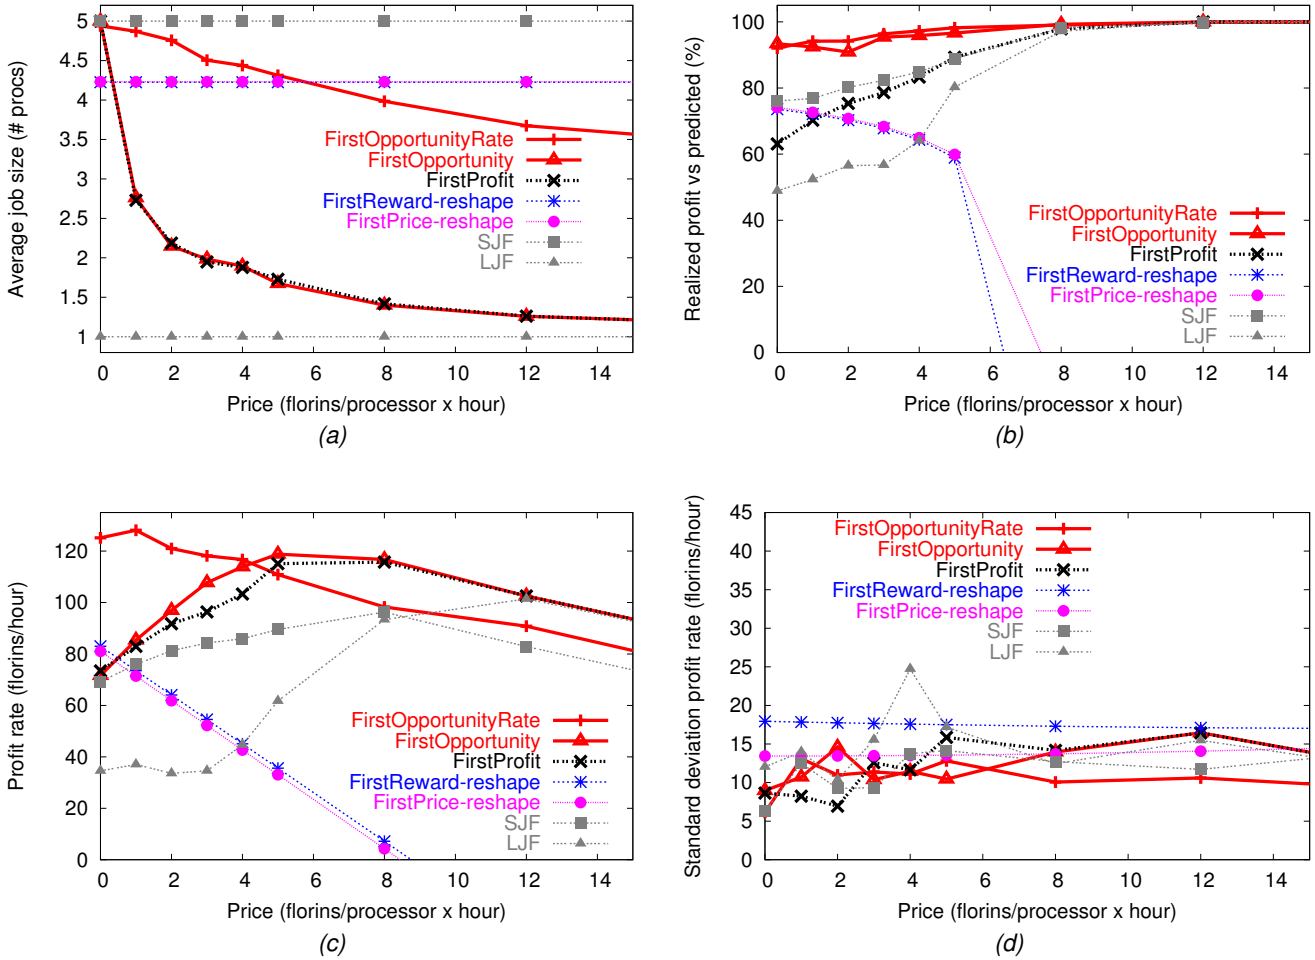 Average job size (# procs)
5
4.5
4
3.5
3
2.5
2
1.5
1
0 2 4 6 8 10 12 14
FirstOpportunityRate
FirstOpportunity
FirstProfit
FirstReward-reshape
FirstPrice-reshape
SJF
LJF
Price (florins/processor x hour)
(a)
Realized profit vs predicted (%)
100
80
60
40
20
0
0 2 4 6 8 10 12 14
FirstOpportunityRate
FirstOpportunity
FirstProfit
FirstReward-reshape
FirstPrice-reshape
SJF
LJF
Price (florins/processor x hour)
(b)
Profit rate (florins/hour)
120
100
80
60
40
20
0
0 2 4 6 8 10 12 14
FirstOpportunityRate
FirstOpportunity
FirstProfit
FirstReward-reshape
FirstPrice-reshape
SJF
LJF
Price (florins/processor x hour)
(c)
Standard deviation profit rate (florins/hour)
45
40
35
30
25
20
15
10
5
0
0 2 4 6 8 10 12 14
FirstOpportunityRate
FirstOpportunity
FirstProfit
FirstReward-reshape
FirstPrice-reshape
SJF
LJF
Price (florins/processor x hour)
(d)